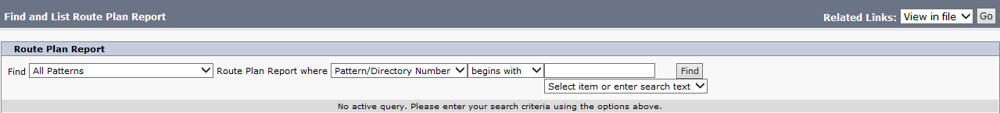 Find and List Route Plan Report Related Links: View in file Go
Route Plan Report
Find All Patterns Route Plan Report where Pattern/Directory Number begins with Find
Select item or enter search text
No active query. Please enter your search criteria using the options above.